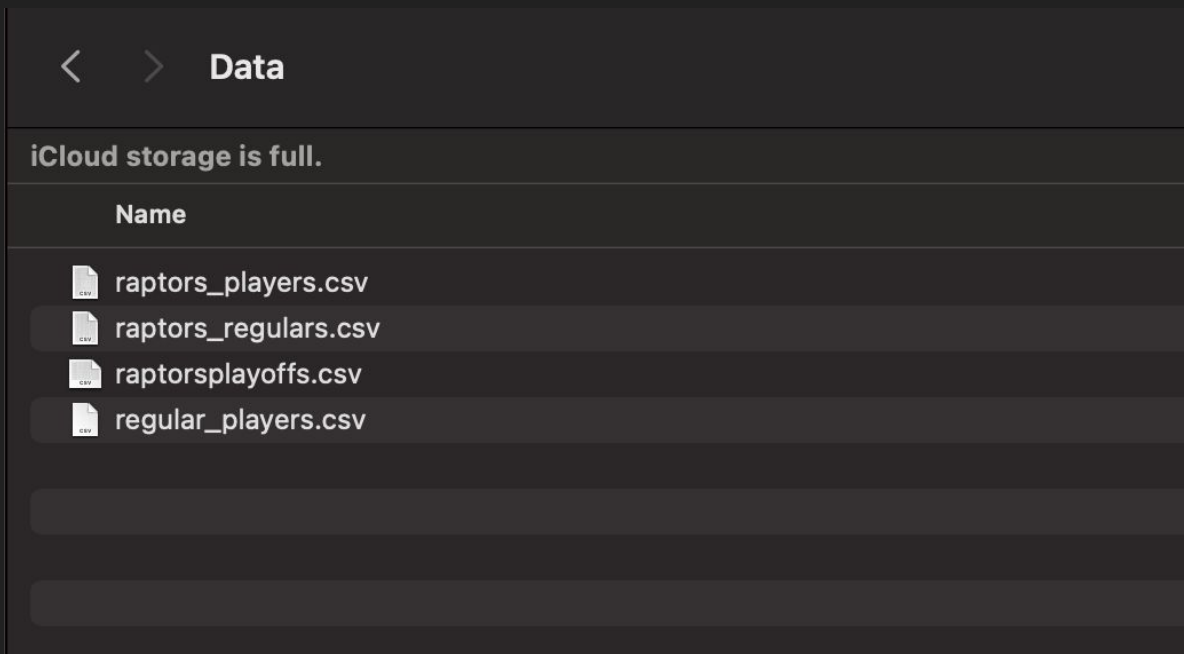 Data
iCloud storage is full.
Name
raptors_players.csv
raptors_regulars.csv
raptorsplayoffs.csv
regular_players.csv